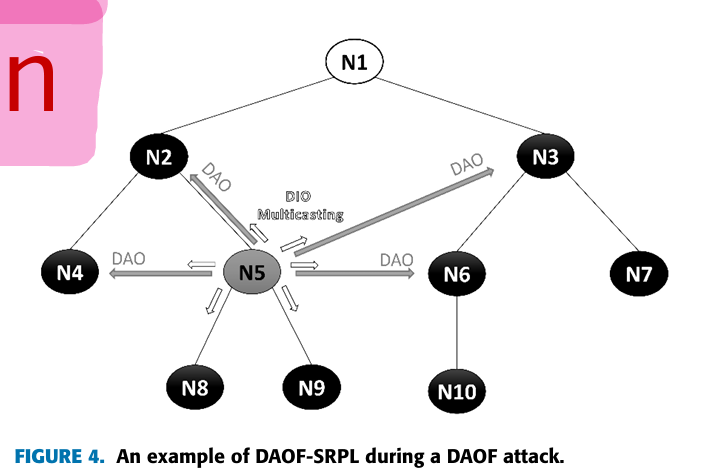 n
N1
N2
DAO
DAO
N3
DIO
Multicasting
N4
DAO
N5
DAO
N6
N7
N8
N9
N10
FIGURE 4. An example of DAOF-SRPL during a DAOF attack.